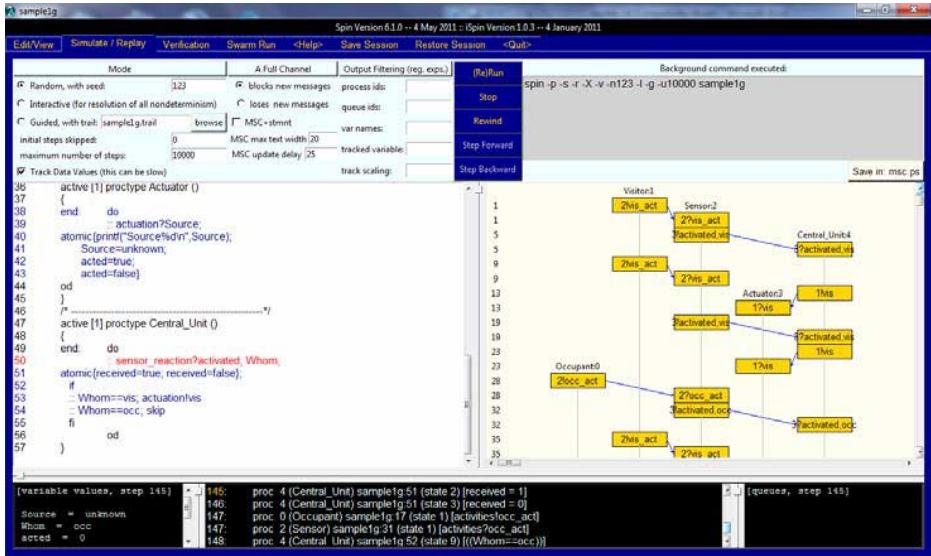 sample1g
Spin Version 6.1.0 -- 4 May 2011 :: iSpin Version 1.0.3 -- 4 January 2011
Edit/View Simulate / Replay Verification Swarm Run <Help> Save Session Restore Session <Quit>
Mode
Random, with seed: 123
Interactive (for resolution of all nondeterminism)
Guided, with trail: sample1g.trail browse
initial steps skipped: 0
maximum number of steps: 10000
Track Data Values (this can be slow)
A Full Channel
blocks new messages
loses new messages
MSC+stmnt
MSC max text width 20
MSC update delay 25
Output Filtering (reg. exps.)
process ids:
queue ids:
var names:
tracked variable:
track scaling:
(Re)Run
Stop
Rewind
Step Forward
Step Backward
Background command executed:
spin -p -s -r -X -v -n123 -l -g -u10000 sample1g
Save in: msc.ps
36 active [1] proctype Actuator ()
37 {
38 end: do
39 :: actuation?Source;
40 atomic{printf("Source%d\n",Source);
41 Source=unknown;
42 acted=true;
43 acted=false}
44 od
45 }
46 /* -----------------------------------------------------*/
47 active [1] proctype Central_Unit ()
48 {
49 end: do
50 :: sensor_reaction?activated, Whom;
51 atomic{received=true; received=false};
52 if
53 :: Whom==vis; actuation!vis
54 :: Whom==occ; skip
55 fi
56 od
57 }
Visitor:1
1 2!vis_act Sensor:2
1 2?vis_act
5 3!activated,vis Central_Unit:4
5 3?activated,vis
9 2!vis_act
9 2?vis_act
13 Actuator:3 1!vis
13 1?vis
19 3!activated,vis
19 3?activated,vis
23 1!vis
23 1?vis
Occupant:0
28 2!occ_act
28 2?occ_act
32 3!activated,occ
32 3?activated,occ
35 2!vis_act
35 2?vis_act
[variable values, step 145]
Source = unknown
Whom = occ
acted = 0
145: proc 4 (Central_Unit) sample1g:51 (state 2) [received = 1]
146: proc 4 (Central_Unit) sample1g:51 (state 3) [received = 0]
147: proc 0 (Occupant) sample1g:17 (state 1) [activities!occ_act]
147: proc 2 (Sensor) sample1g:31 (state 1) [activities?occ_act]
148: proc 4 (Central_Unit) sample1g:52 (state 9) [((Whom==occ))]
[queues, step 145]